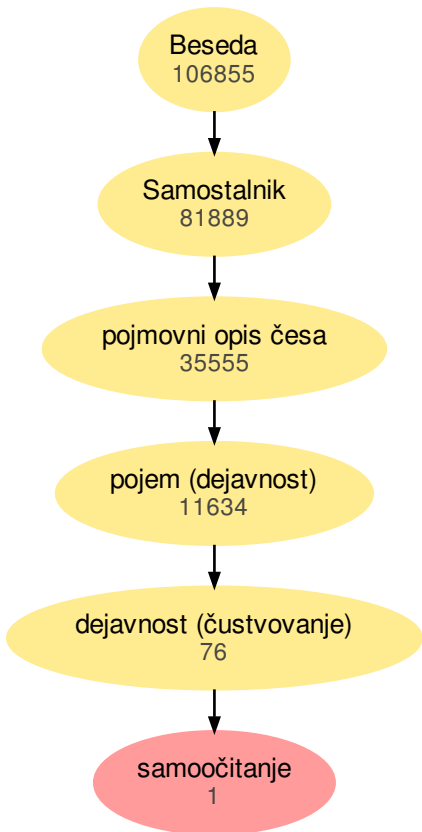 Beseda
106855
Samostalnik
81889
pojmovni opis česa
35555
pojem (dejavnost)
11634
dejavnost (čustvovanje)
76
samoočitanje
1